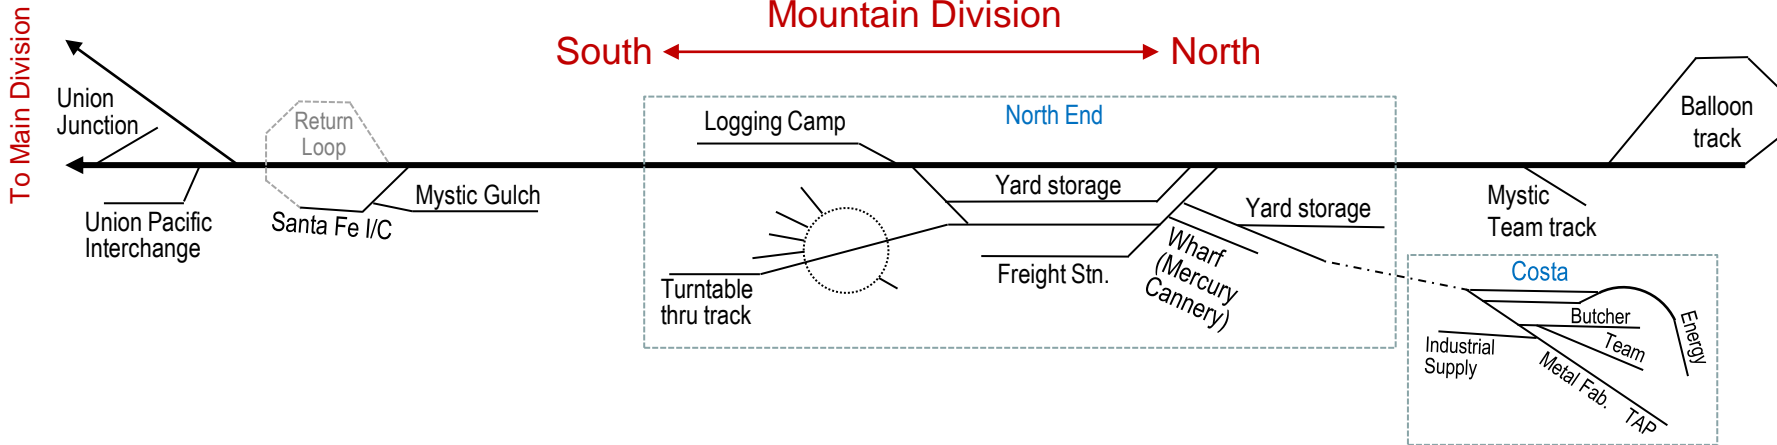 Mountain Division
South
North
To Main Division
Union
Junction
Return
Loop
Logging Camp
North End
Balloon
track
Union Pacific
Interchange
Santa Fe I/C
Mystic Gulch
Yard storage
Yard storage
Mystic
Team track
Turntable
thru track
Freight Stn.
Wharf
(Mercury
Cannery)
Costa
Butcher
Team
Energy
Industrial
Supply
Metal Fab.
TAP